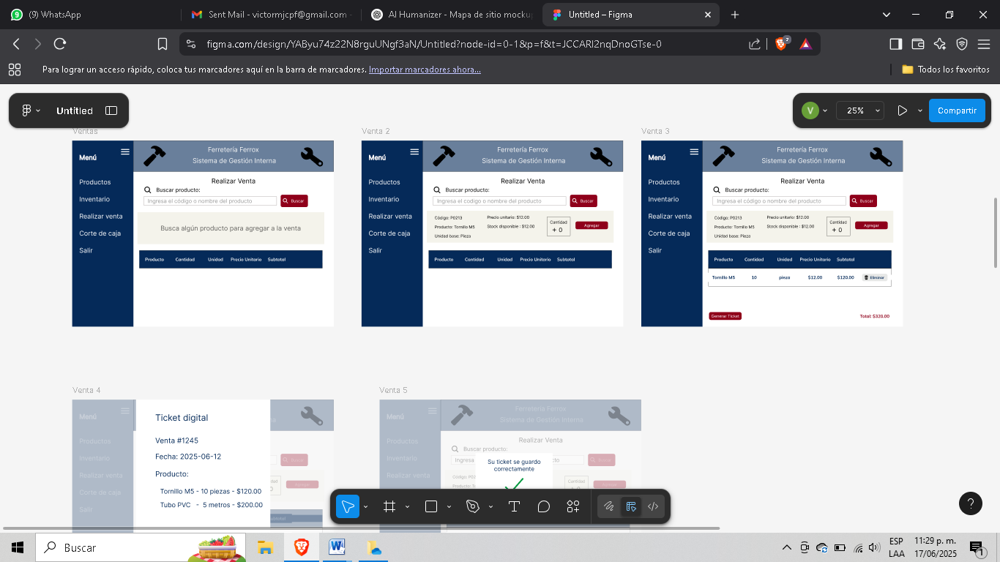 (9) WhatsApp
Sent Mail - victormjcpf@gmail.com -
AI Humanizer - Mapa de sitio mocku
Untitled – Figma
figma.com/design/YAByu74z22N8rguUNgf3aN/Untitled?node-id=0-1&p=f&t=JCCARl2nqDnoGTse-0
2
Para lograr un acceso rápido, coloca tus marcadores aquí en la barra de marcadores. Importar marcadores ahora...
Todos los favoritos
Untitled
V
25%
Compartir
Ventas
Menú
Productos
Inventario
Realizar venta
Corte de caja
Salir
Ferretería Ferrox
Sistema de Gestión Interna
Realizar Venta
Buscar producto:
Ingresa el código o nombre del producto
Buscar
Busca algún producto para agregar a la venta
Producto Cantidad Unidad Precio Unitario Subtotal
Venta 2
Menú
Productos
Inventario
Realizar venta
Corte de caja
Salir
Ferretería Ferrox
Sistema de Gestión Interna
Realizar Venta
Buscar producto:
Ingresa el codigo o nombre del producto
Buscar
Código: P0213
Producto: Tornillo M5
Unidad base: Pieza
Precio unitario: $12.00
Stock disponible : $12.00
Cantidad
+ 0
Agregar
Producto Cantidad Unidad Precio Unitario Subtotal
Venta 3
Menú
Productos
Inventario
Realizar venta
Corte de caja
Salir
Ferretería Ferrox
Sistema de Gestión Interna
Realizar Venta
Buscar producto:
Ingresa el código o nombre del producto
Buscar
Código: P0213
Producto: Tornillo M5
Unidad base: Pieza
Precio unitario: $12.00
Stock disponible : $12.00
Cantidad
+ 0
Agregar
Producto Cantidad Unidad Precio Unitario Subtotal
Tornillo M5 10 pieza $12.00 $120.00 Eliminar
Generar Ticket
Total: $320.00
Venta 4
Menú
Productos
Inventario
Realizar venta
Corte de caja
Salir
Ticket digital
Venta #1245
Fecha: 2025-06-12
Producto:
Tornillo M5 - 10 piezas - $120.00
Tubo PVC - 5 metros - $200.00
Buscar
Agregar
Subtotal
Venta 5
Menú
Productos
Inventario
Realizar venta
Ferretería Ferrox
Sistema de Gestión Interna
Realizar Venta
Buscar producto:
Ingresa
Buscar
Su ticket se guardo
correctamente
Cantidad
Agregar
?
Buscar
ESP
LAA
11:29 p. m.
17/06/2025
1